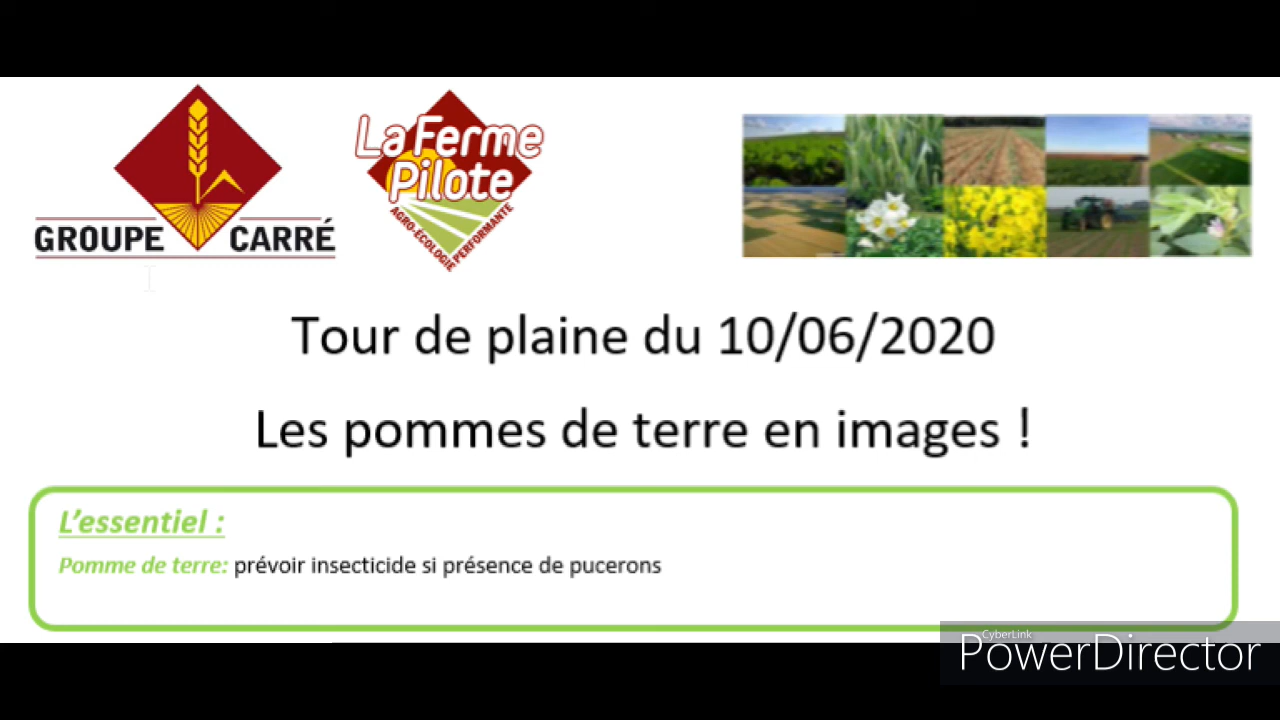 GROUPE CARRÉ
La Ferme
Pilote
AGRO-ÉCOLOGIE PERFORMANTE
Tour de plaine du 10/06/2020
Les pommes de terre en images !
L'essentiel :
Pomme de terre: prévoir insecticide si présence de pucerons
CyberLink
PowerDirector